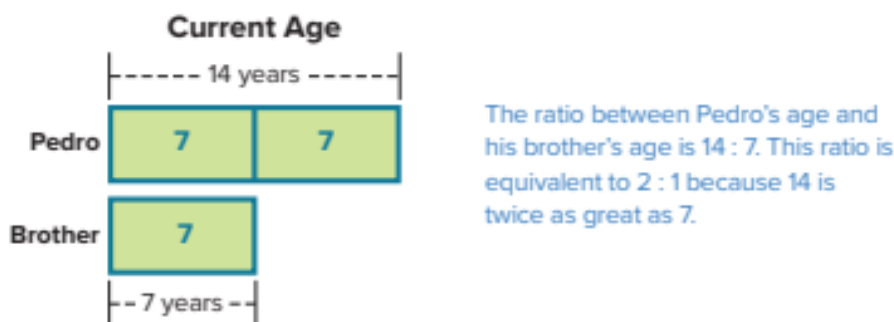 Current Age
14 years
Pedro 7 7
Brother 7
7 years
The ratio between Pedro's age and
his brother's age is 14 : 7. This ratio is
equivalent to 2 : 1 because 14 is
twice as great as 7.